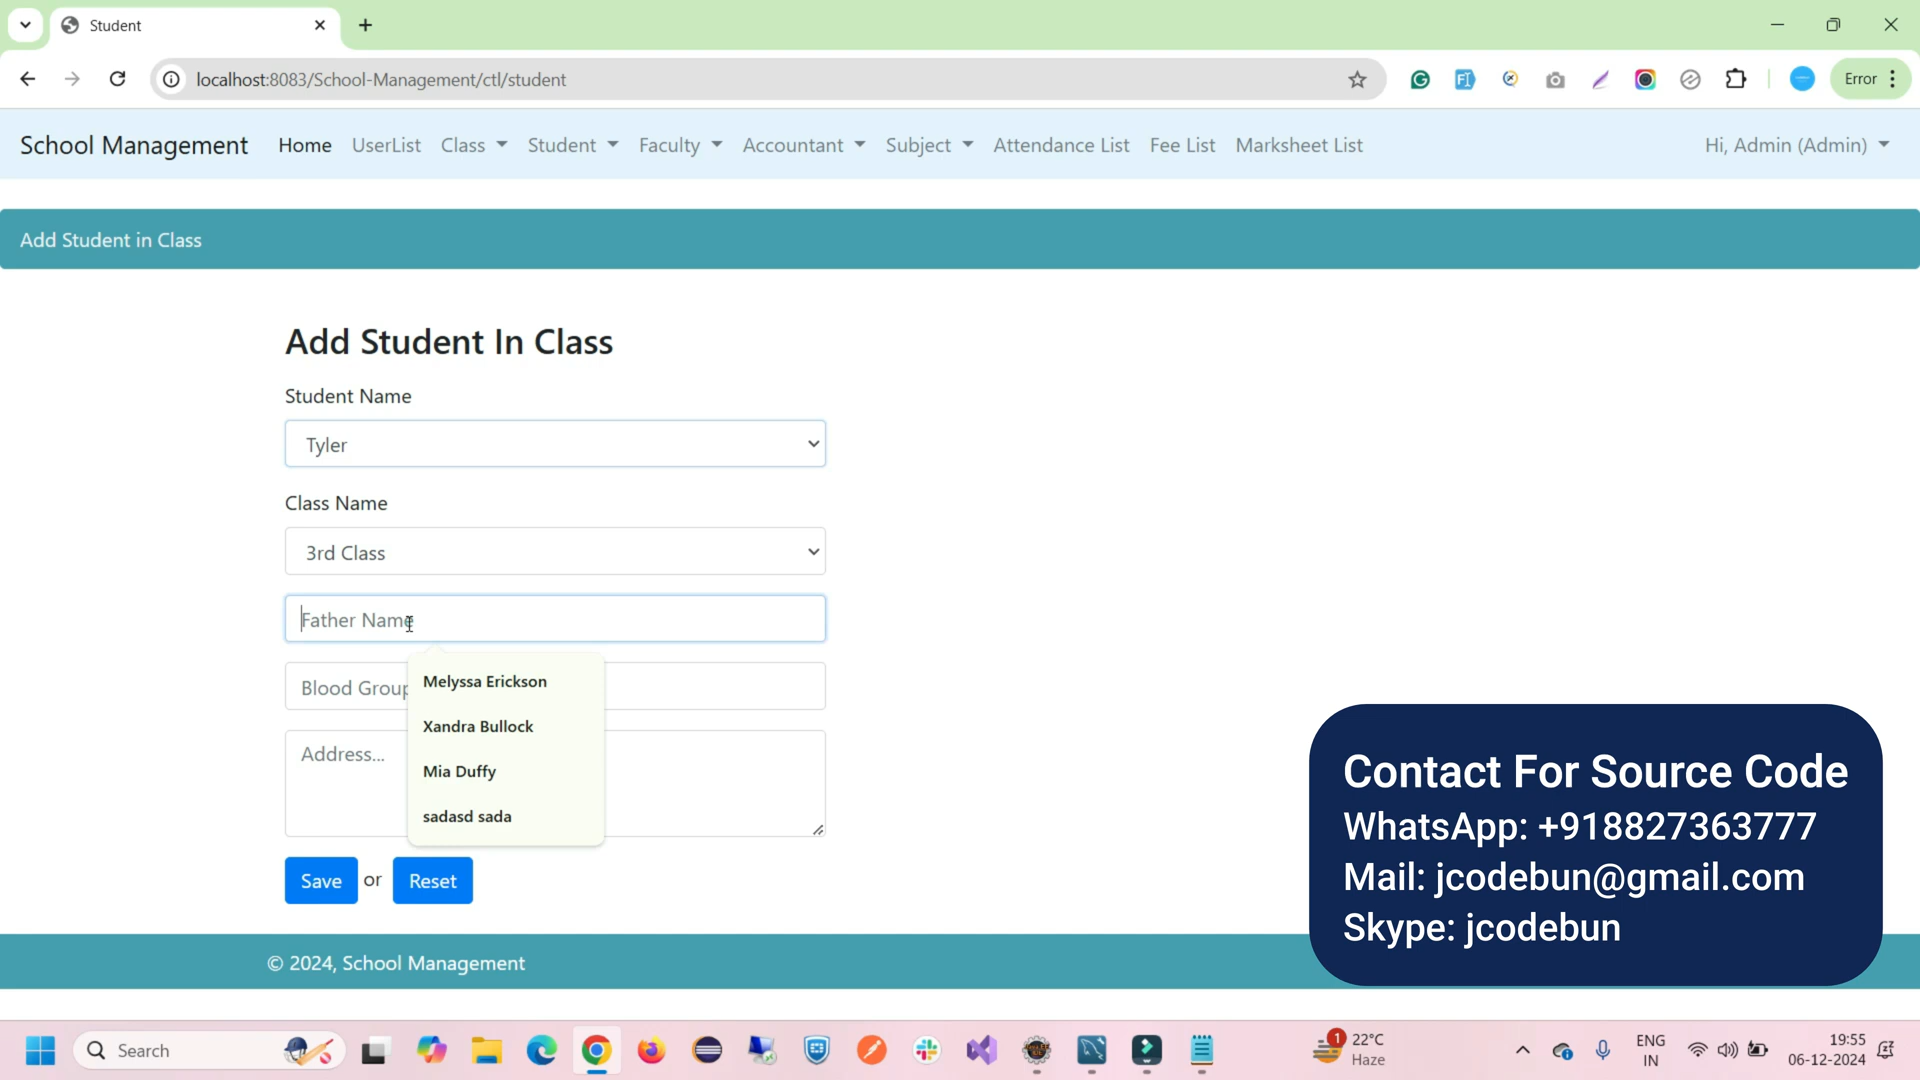 Student
localhost:8083/School-Management/ctl/student
Error
School Management Home UserList Class Student Faculty Accountant Subject Attendance List Fee List Marksheet List Hi, Admin (Admin)
Add Student in Class
Add Student In Class
Student Name
Tyler
Class Name
3rd Class
Father Name
Melyssa Erickson
Blood Group
Xandra Bullock
Address...
Mia Duffy
sadasd sada
Save or Reset
Contact For Source Code
WhatsApp: +918827363777
Mail: jcodebun@gmail.com
Skype: jcodebun
© 2024, School Management
Search
1
22°C
Haze
ENG
IN
19:55
06-12-2024